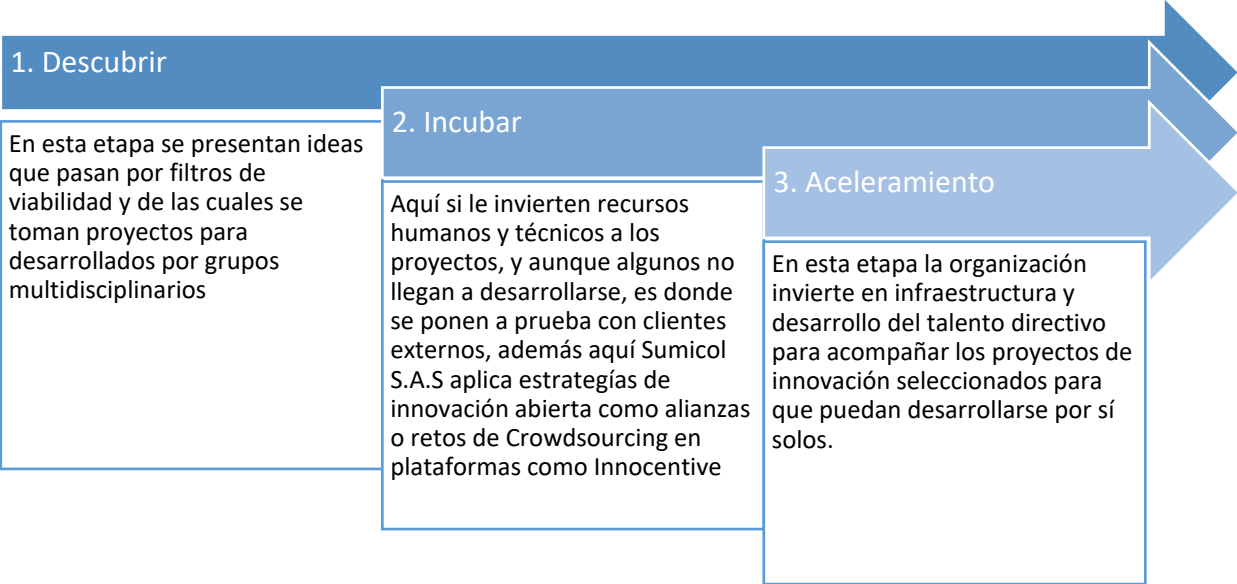 1. Descubrir
En esta etapa se presentan ideas
que pasan por filtros de
viabilidad y de las cuales se
toman proyectos para
desarrollados por grupos
multidisciplinarios
2. Incubar
Aquí si le invierten recursos
humanos y técnicos a los
proyectos, y aunque algunos no
llegan a desarrollarse, es donde
se ponen a prueba con clientes
externos, además aquí Sumicol
S.A.S aplica estrategías de
innovación abierta como alianzas
o retos de Crowdsourcing en
plataformas como Innocentive
3. Aceleramiento
En esta etapa la organización
invierte en infraestructura y
desarrollo del talento directivo
para acompañar los proyectos de
innovación seleccionados para
que puedan desarrollarse por sí
solos.